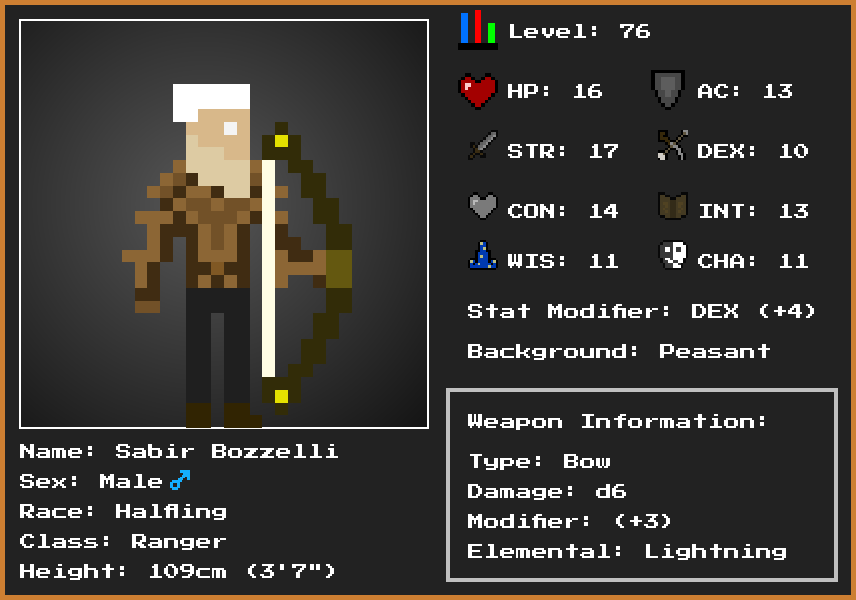 Level: 76
HP: 16
AC: 13
STR: 17
DEX: 10
CON: 14
INT: 13
WIS: 11
CHA: 11
Stat Modifier: DEX (+4)
Background: Peasant
Weapon Information:
Type: Bow
Damage: d6
Modifier: (+3)
Elemental: Lightning
Name: Sabir Bozzelli
Sex: Male ♂
Race: Halfling
Class: Ranger
Height: 109cm (3'7")